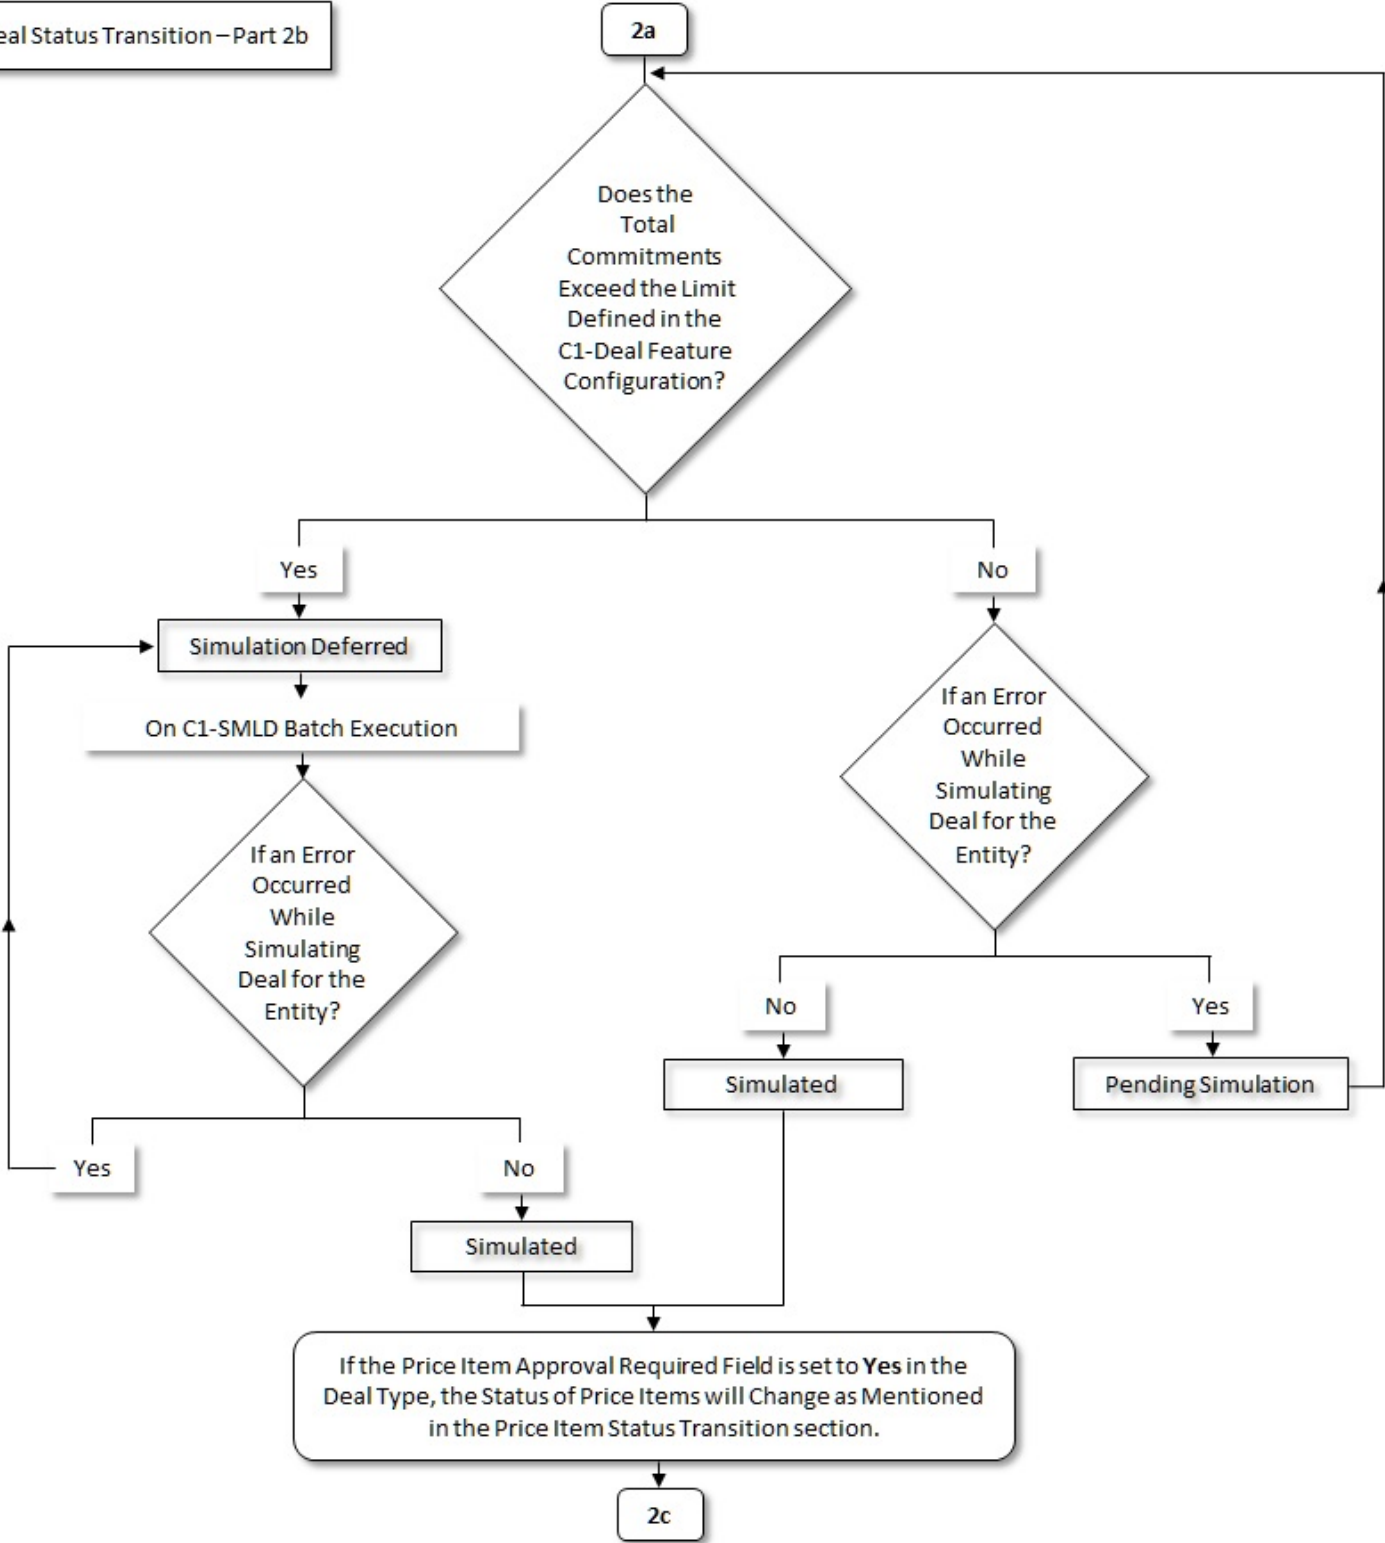 eal Status Transition – Part 2b
2a
Does the
Total
Commitments
Exceed the Limit
Defined in the
C1-Deal Feature
Configuration?
Yes
No
Simulation Deferred
On C1-SMLD Batch Execution
If an Error
Occurred
While
Simulating
Deal for the
Entity?
If an Error
Occurred
While
Simulating
Deal for the
Entity?
No
Yes
Simulated
Pending Simulation
Yes
No
Simulated
If the Price Item Approval Required Field is set to Yes in the
Deal Type, the Status of Price Items will Change as Mentioned
in the Price Item Status Transition section.
2c